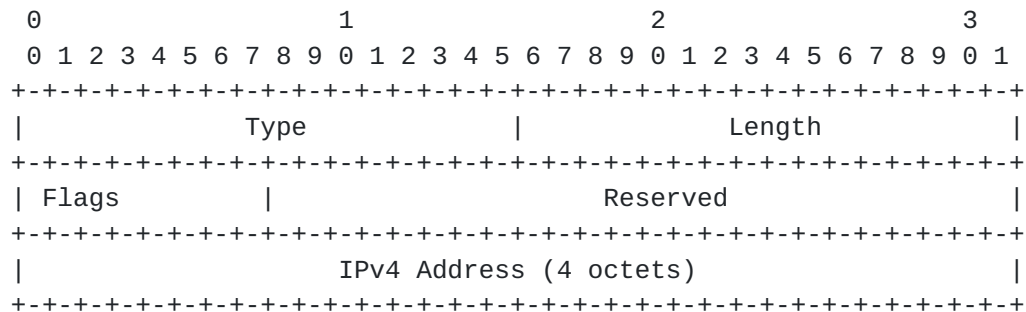 0                   1                   2                   3
 0 1 2 3 4 5 6 7 8 9 0 1 2 3 4 5 6 7 8 9 0 1 2 3 4 5 6 7 8 9 0 1
+-+-+-+-+-+-+-+-+-+-+-+-+-+-+-+-+-+-+-+-+-+-+-+-+-+-+-+-+-+-+-+-+
|              Type             |             Length            |
+-+-+-+-+-+-+-+-+-+-+-+-+-+-+-+-+-+-+-+-+-+-+-+-+-+-+-+-+-+-+-+-+
| Flags         |                     Reserved                  |
+-+-+-+-+-+-+-+-+-+-+-+-+-+-+-+-+-+-+-+-+-+-+-+-+-+-+-+-+-+-+-+-+
|                    IPv4 Address (4 octets)                    |
+-+-+-+-+-+-+-+-+-+-+-+-+-+-+-+-+-+-+-+-+-+-+-+-+-+-+-+-+-+-+-+-+